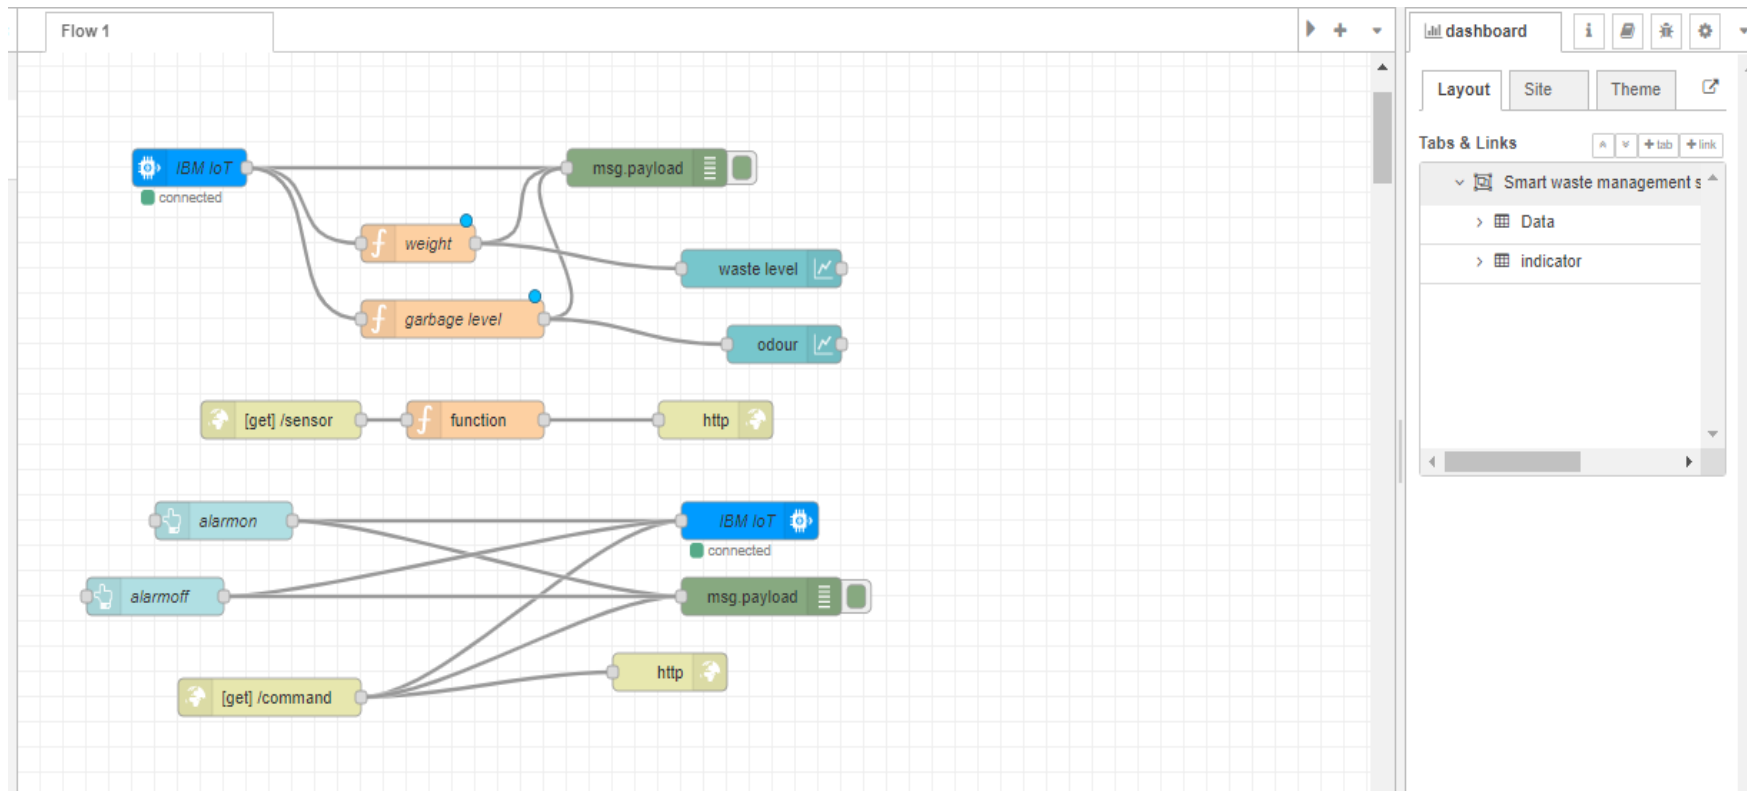 Flow 1
dashboard
i
Layout
Site
Theme
Tabs & Links
+ tab
+ link
Smart waste management s
Data
indicator
IBM IoT
connected
msg.payload
weight
waste level
garbage level
odour
[get] /sensor
function
http
alarmon
IBM IoT
connected
alarmoff
msg.payload
http
[get] /command